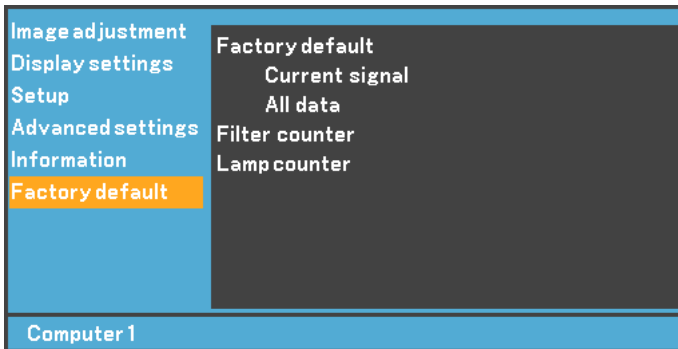 Image adjustment
Display settings
Setup
Advanced settings
Information
Factory default
Factory default
Current signal
All data
Filter counter
Lamp counter
Computer 1